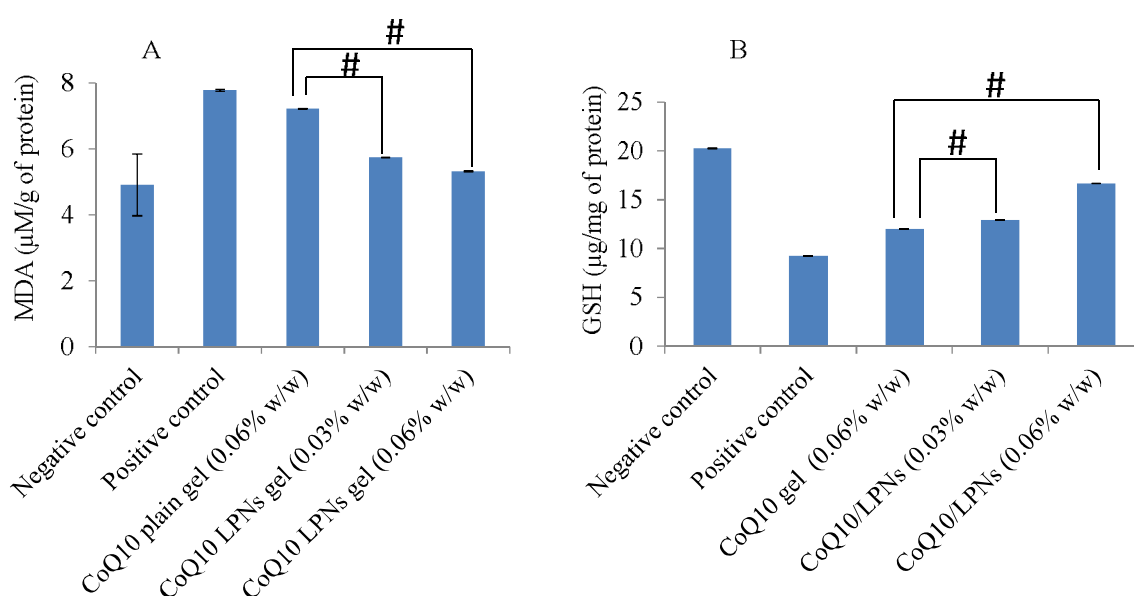 A
#
#
MDA (µM/g of protein)
8
6
4
2
0
Negative control
Positive control
CoQ10 plain gel (0.06% w/w)
CoQ10 LPNs gel (0.03% w/w)
CoQ10 LPNs gel (0.06% w/w)
B
#
#
GSH (µg/mg of protein)
25
20
15
10
5
0
Negative control
Positive control
CoQ10 gel (0.06% w/w)
CoQ10/LPNs (0.03% w/w)
CoQ10/LPNs (0.06% w/w)